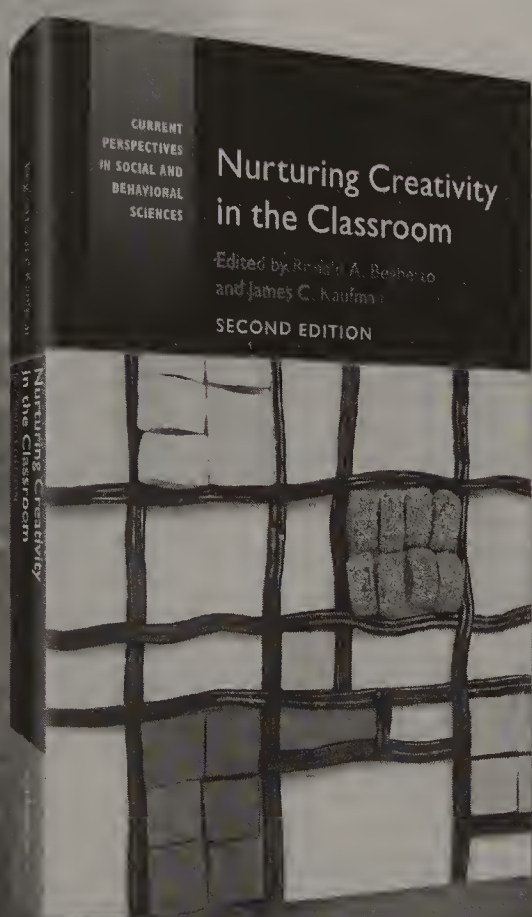 CURRENT
PERSPECTIVES
IN SOCIAL AND
BEHAVIORAL
SCIENCES
Nurturing Creativity
in the Classroom
Edited by A.
and James C. Kaufman
SECOND EDITION
Nurturing Creativity
in the Classroom